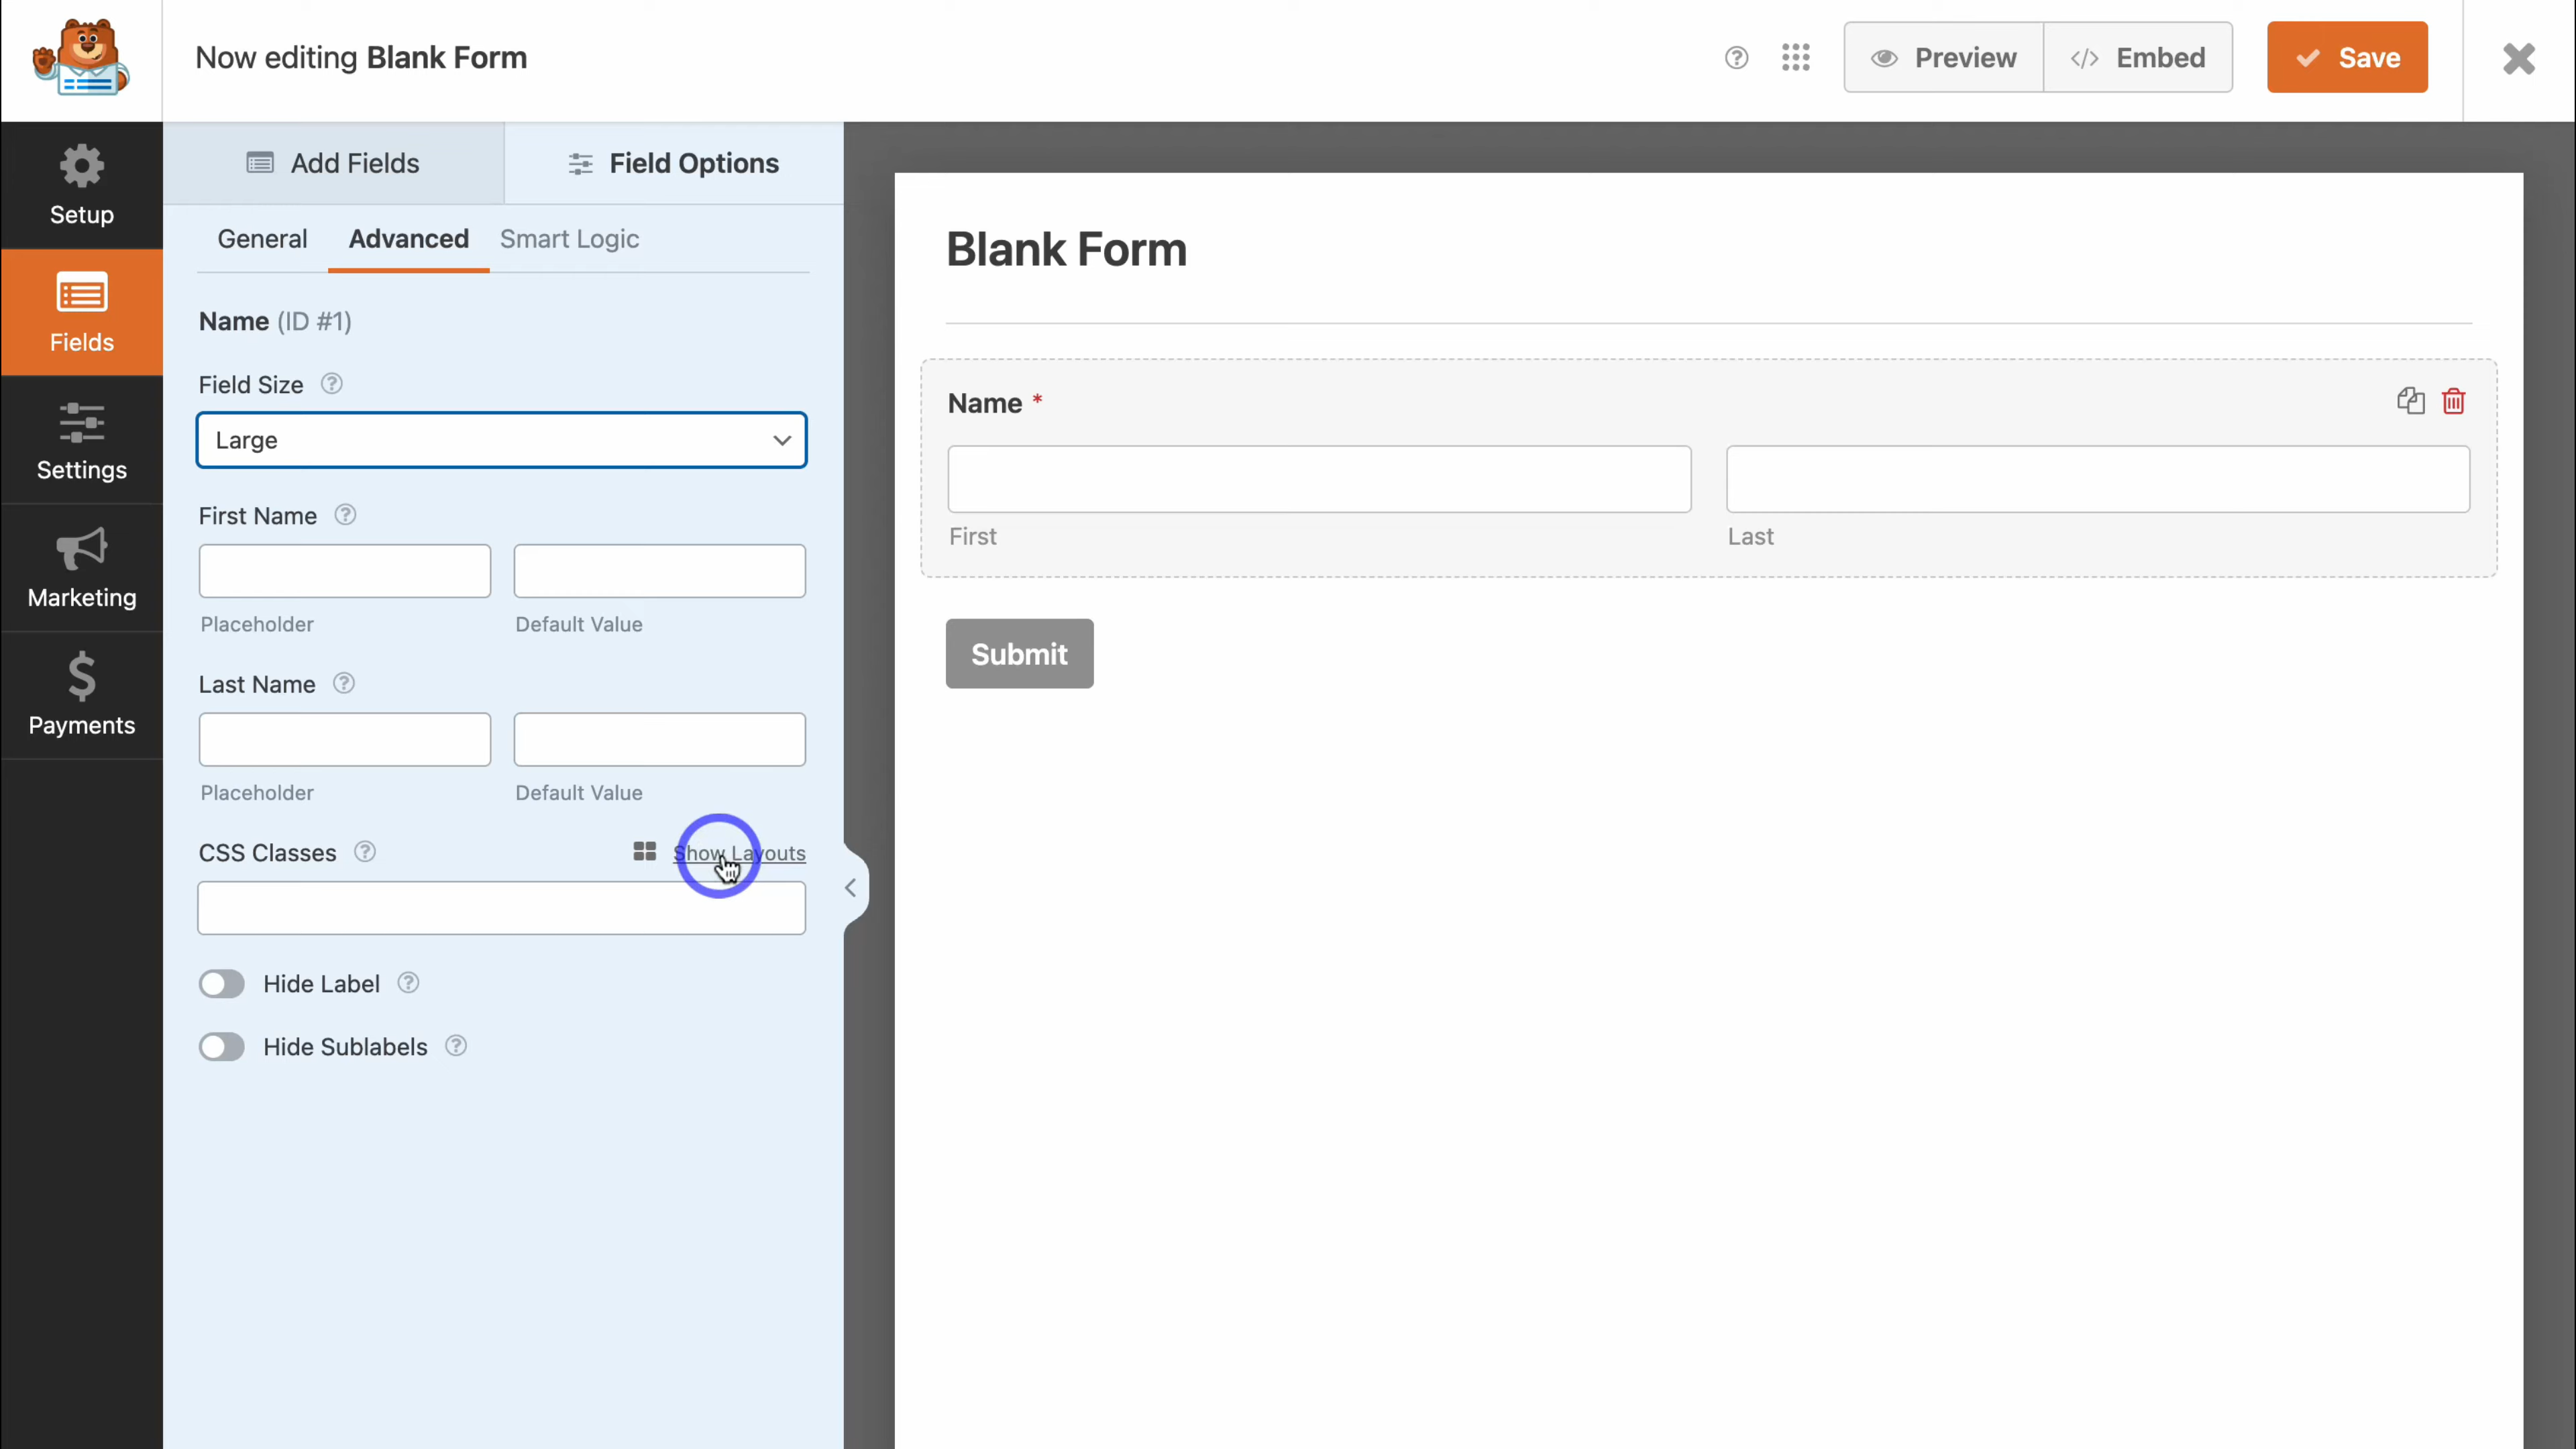 Now editing Blank Form
Preview
Embed
Save
Setup
Fields
Settings
Marketing
Payments
Add Fields
Field Options
General
Advanced
Smart Logic
Name (ID #1)
Field Size
Large
First Name
Placeholder
Default Value
Last Name
Placeholder
Default Value
CSS Classes
Show Layouts
Hide Label
Hide Sublabels
Blank Form
Name *
First
Last
Submit